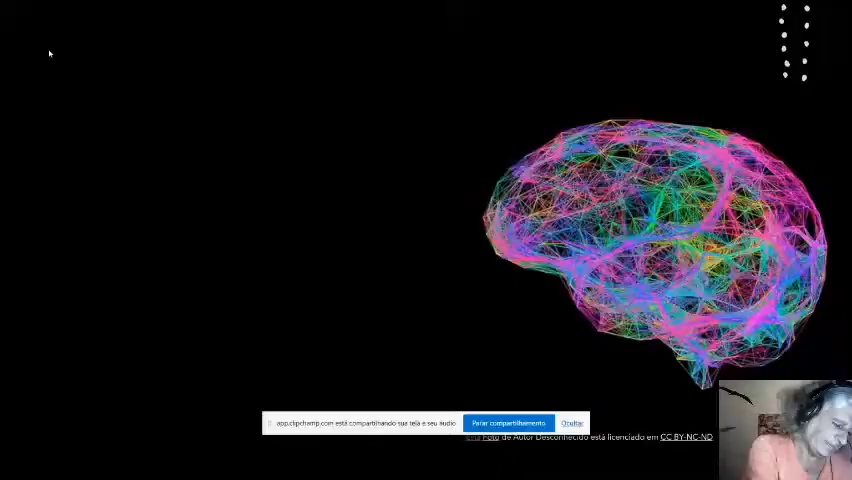 app.clipchamp.com está compartilhando sua tela e seu áudio. Parar compartilhamento Ocultar
Foto de Autor Desconhecido está licenciado em CC BY-NC-ND